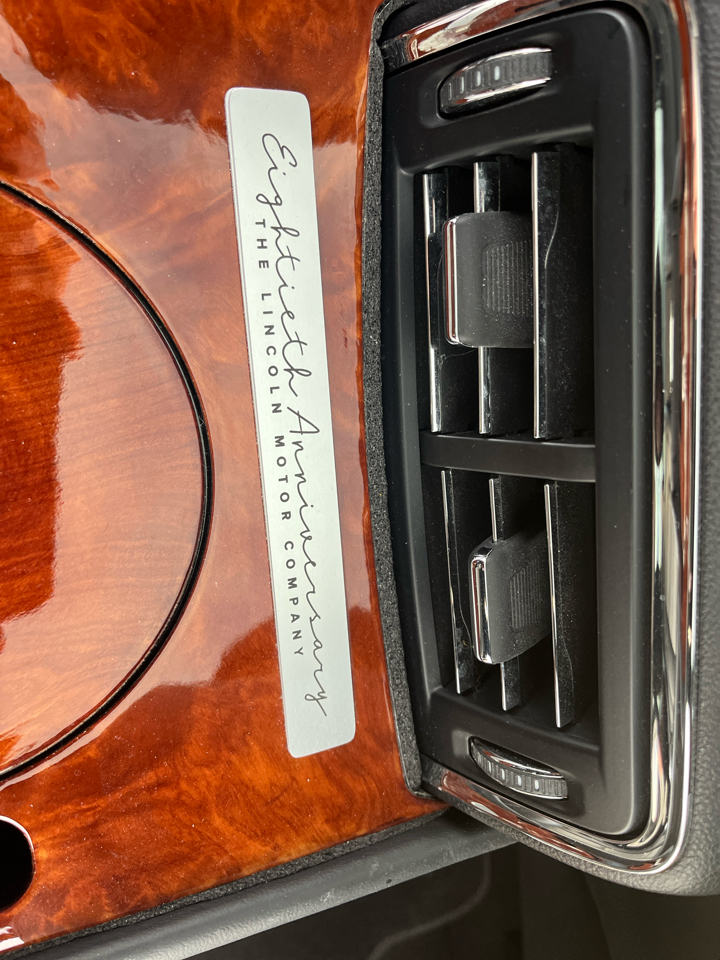 Eightieth Anniversary
THE LINCOLN MOTOR COMPANY